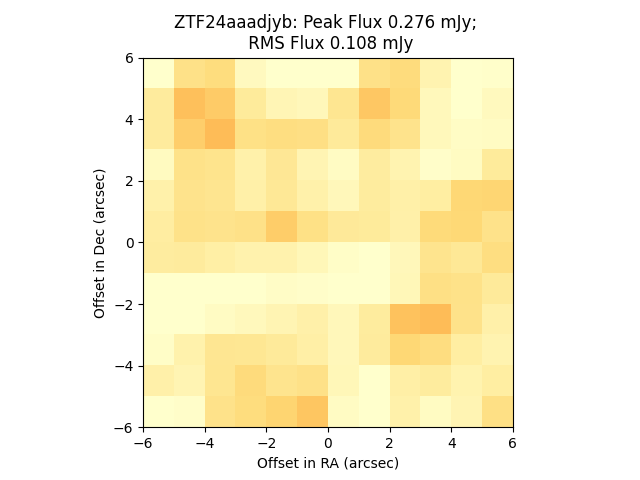 ZTF24aaadjyb: Peak Flux 0.276 mJy;
RMS Flux 0.108 mJy
6
4
2
0
−2
−4
−6
Offset in Dec (arcsec)
−6 −4 −2 0 2 4 6
Offset in RA (arcsec)